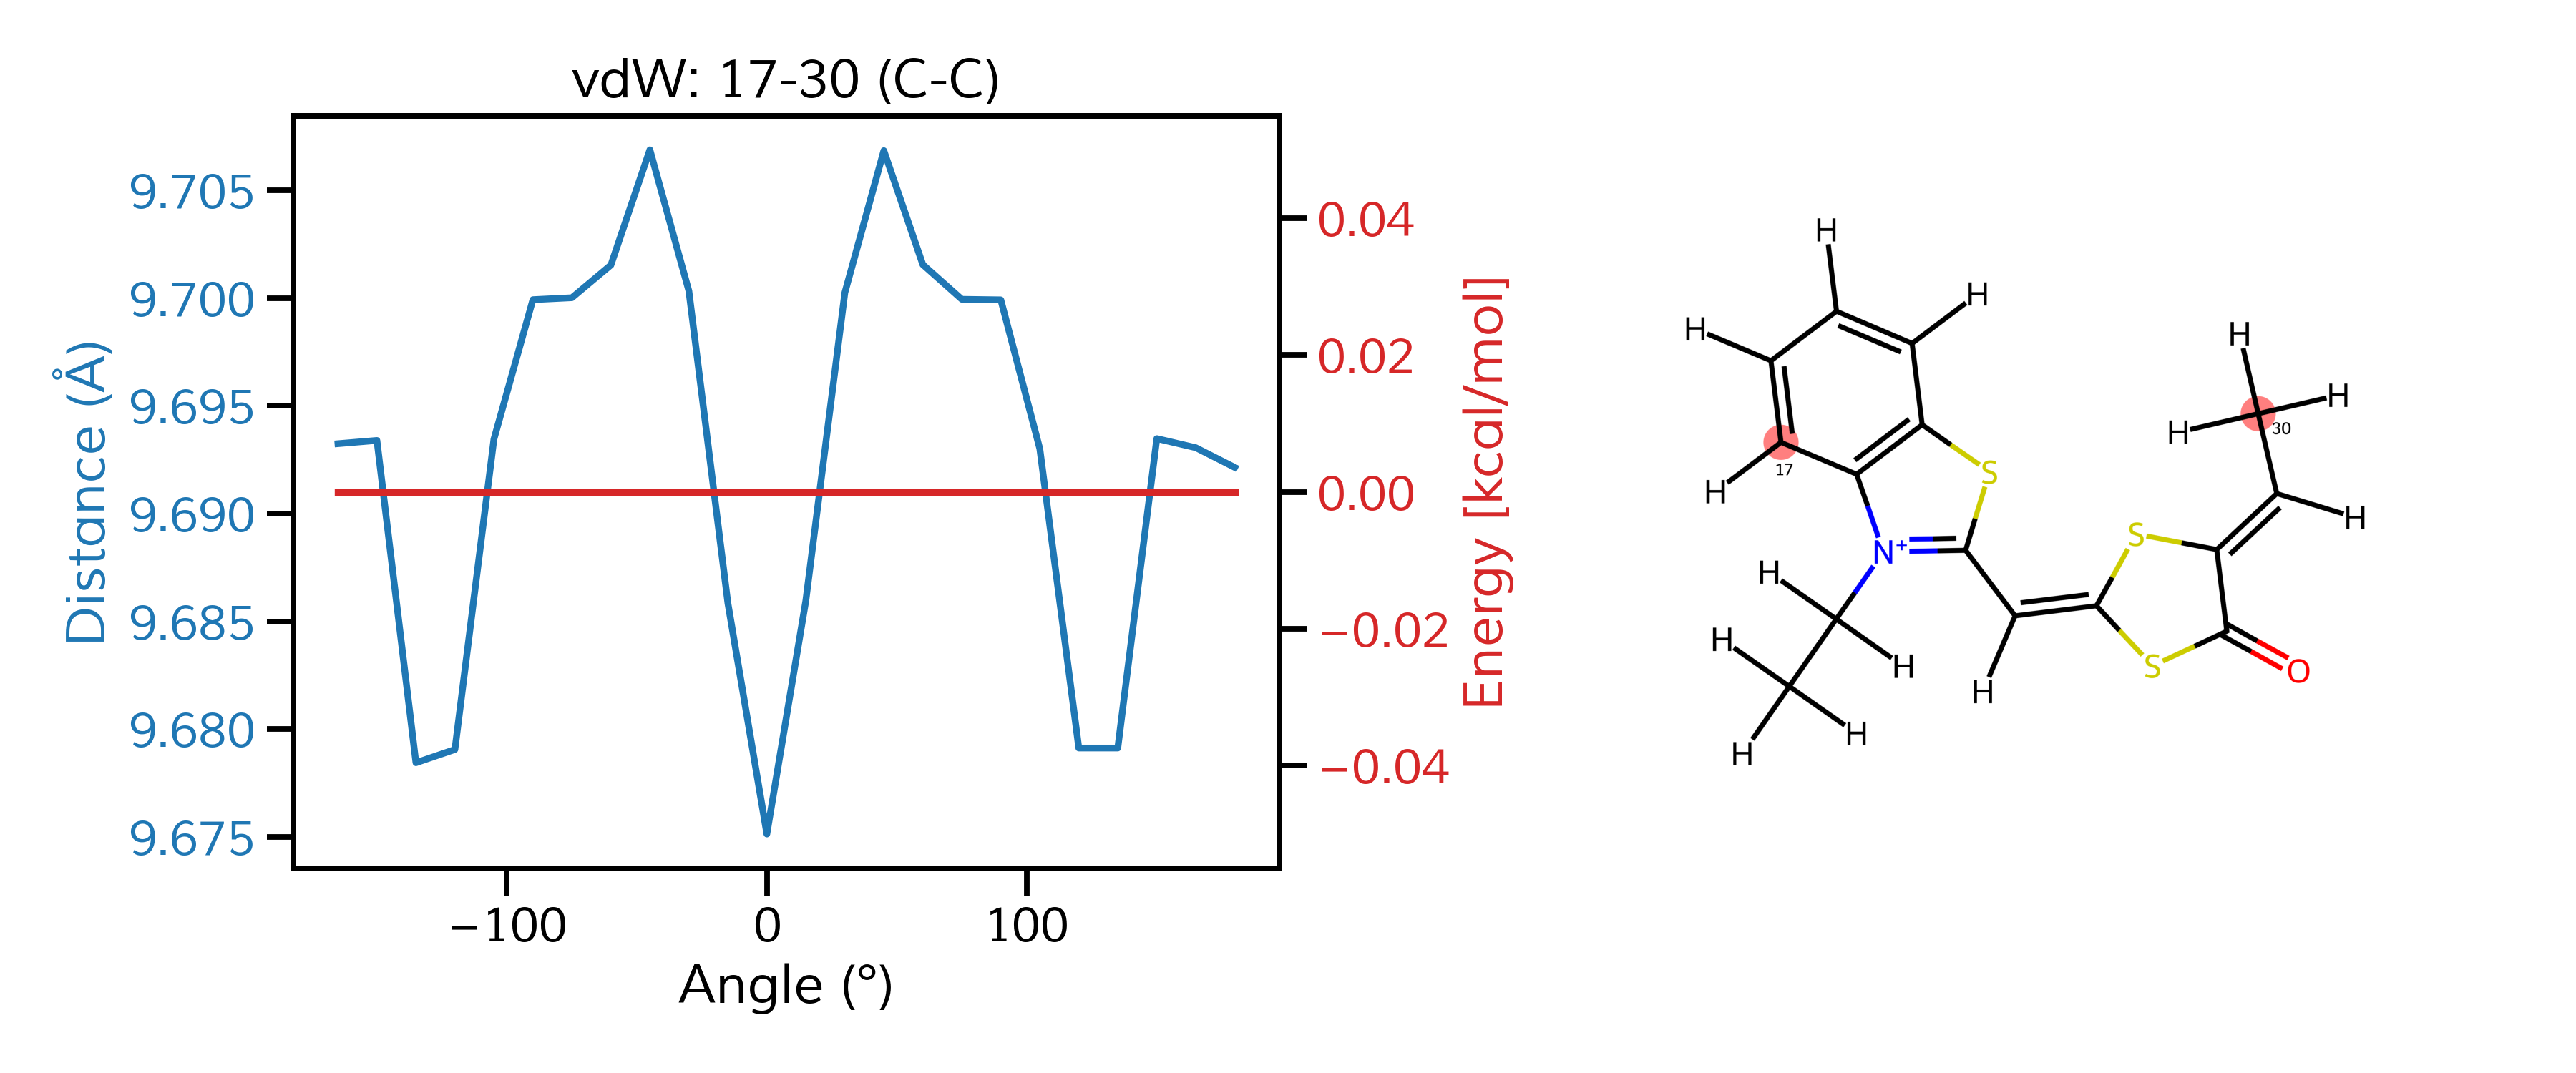 vdW: 17-30 (C-C)
Distance (Å)
9.705
9.700
9.695
9.690
9.685
9.680
9.675
0.04
0.02
0.00
−0.02
−0.04
Energy [kcal/mol]
−100
0
100
Angle (°)
H
H
H
H
17
S
N+
H
H
H
H
H
H
S
S
O
H
H
H
30
H